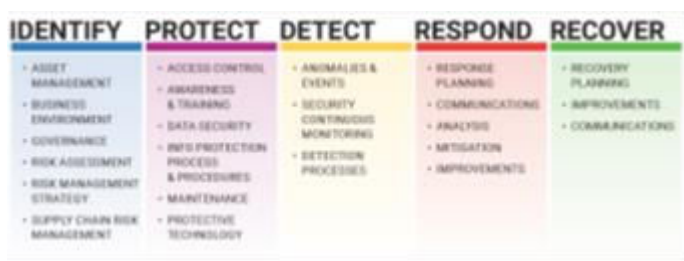 IDENTIFY
• ASSET
MANAGEMENT
• BUSINESS
ENVIRONMENT
• GOVERNANCE
• RISK ASSESSMENT
• RISK MANAGEMENT
STRATEGY
• SUPPLY CHAIN RISK
MANAGEMENT
PROTECT
• ACCESS CONTROL
• AWARENESS
& TRAINING
• DATA SECURITY
• INFO PROTECTION
PROCESS
& PROCEDURES
• MAINTENANCE
• PROTECTIVE
TECHNOLOGY
DETECT
• ANOMALIES &
EVENTS
• SECURITY
CONTINUOUS
MONITORING
• DETECTION
PROCESSES
RESPOND
• RESPONSE
PLANNING
• COMMUNICATIONS
• ANALYSIS
• MITIGATION
• IMPROVEMENTS
RECOVER
• RECOVERY
PLANNING
• IMPROVEMENTS
• COMMUNICATIONS